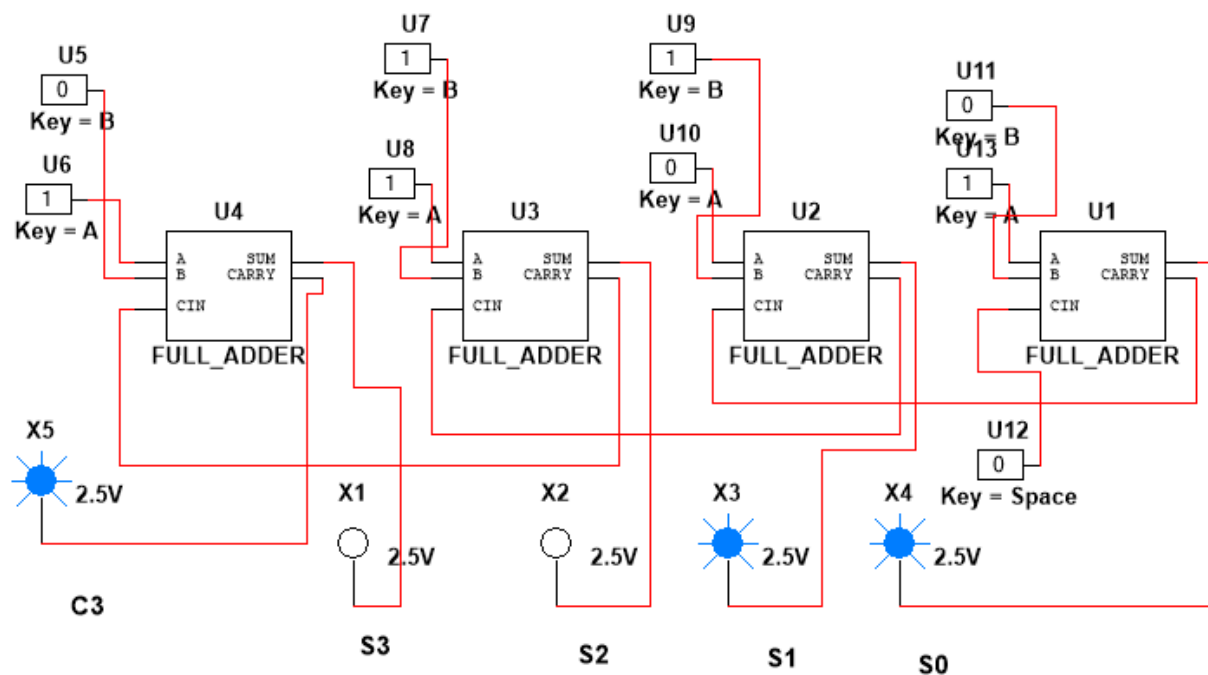 U5
0
Key = B
U6
1
Key = A
U4
A
B
CIN
SUM
CARRY
FULL_ADDER
U7
1
Key = B
U8
1
Key = A
U3
A
B
CIN
SUM
CARRY
FULL_ADDER
U9
1
Key = B
U10
0
Key = A
U2
A
B
CIN
SUM
CARRY
FULL_ADDER
U11
0
Key = B
U13
1
Key = A
U1
A
B
CIN
SUM
CARRY
FULL_ADDER
U12
0
Key = Space
X5
2.5V
X1
2.5V
X2
2.5V
X3
2.5V
X4
2.5V
C3
S3
S2
S1
S0